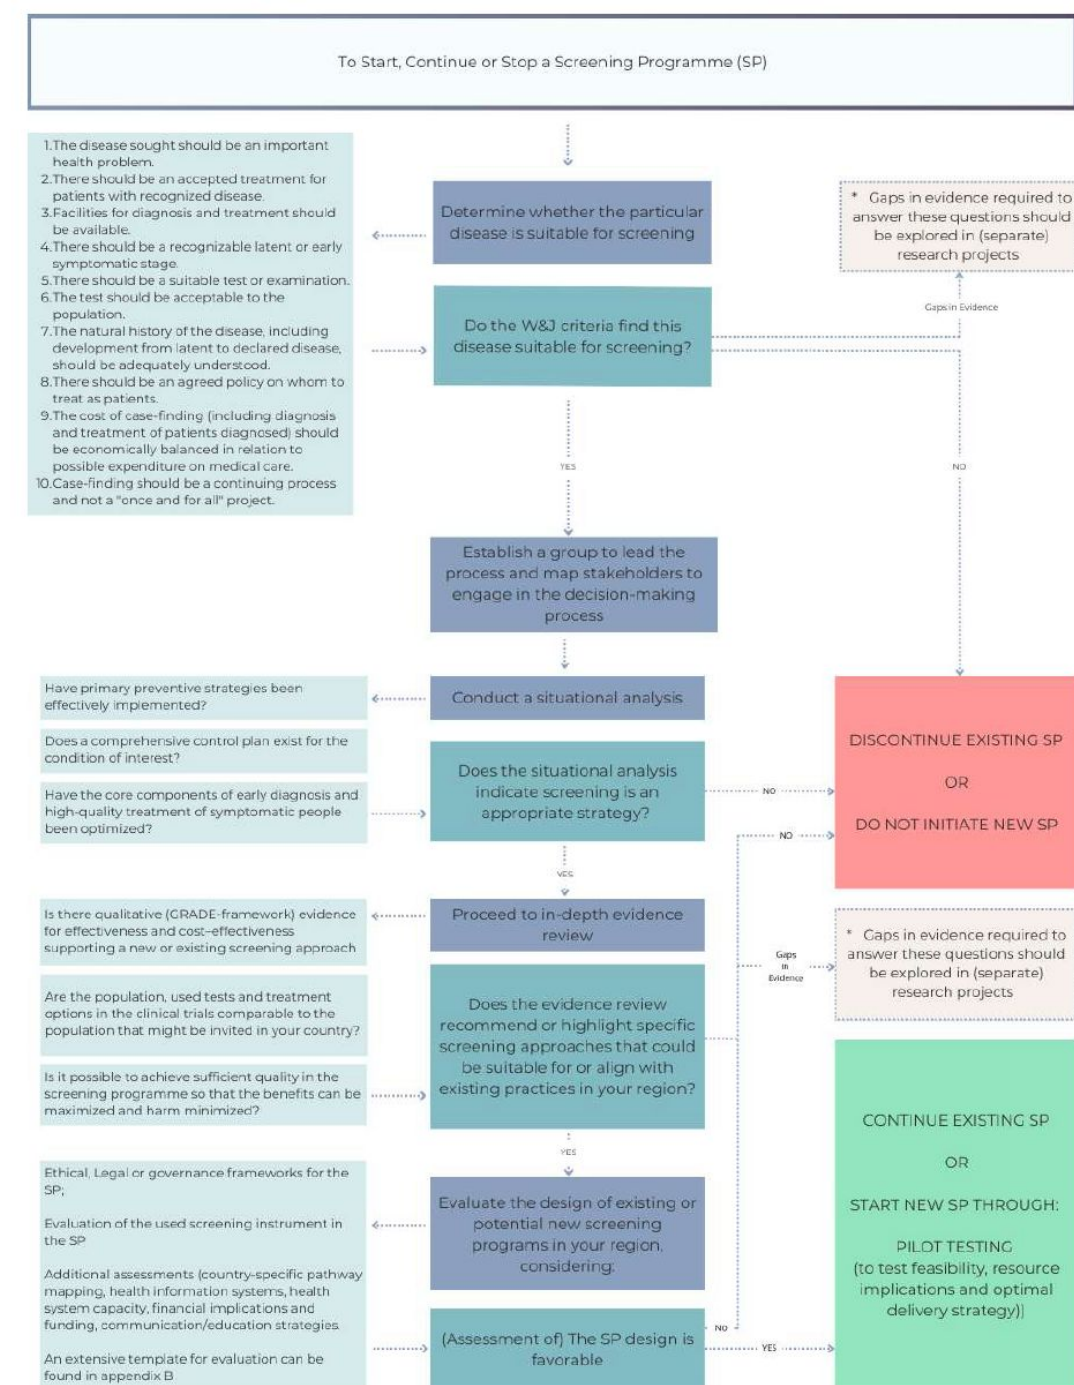 To Start, Continue or Stop a Screening Programme (SP)
1.The disease sought should be an important
health problem.
2.There should be an accepted treatment for
patients with recognized disease.
3.Facilities for diagnosis and treatment should
be available.
4.There should be a recognizable latent or early
symptomatic stage.
5.There should be a suitable test or examination.
6.The test should be acceptable to the
population.
7.The natural history of the disease, including
development from latent to declared disease,
should be adequately understood.
8.There should be an agreed policy on whom to
treat as patients.
9.The cost of case-finding (including diagnosis
and treatment of patients diagnosed) should
be economically balanced in relation to
possible expenditure on medical care.
10.Case-finding should be a continuing process
and not a "once and for all" project.
Determine whether the particular
disease is suitable for screening
* Gaps in evidence required to
answer these questions should
be explored in (separate)
research projects
Do the W&J criteria find this
disease suitable for screening?
Gaps in Evidence
YES
NO
Establish a group to lead the
process and map stakeholders to
engage in the decision-making
process
Have primary preventive strategies been
effectively implemented?
Conduct a situational analysis
Does a comprehensive control plan exist for the
condition of interest?
Have the core components of early diagnosis and
high-quality treatment of symptomatic people
been optimized?
Does the situational analysis
indicate screening is an
appropriate strategy?
NO
NO
DISCONTINUE EXISTING SP
OR
DO NOT INITIATE NEW SP
YES
Is there qualitative (GRADE-framework) evidence
for effectiveness and cost-effectiveness
supporting a new or existing screening approach
Proceed to in-depth evidence
review
Gaps
in
Evidence
* Gaps in evidence required to
answer these questions should
be explored in (separate)
research projects
Are the population, used tests and treatment
options in the clinical trials comparable to the
population that might be invited in your country?
Is it possible to achieve sufficient quality in the
screening programme so that the benefits can be
maximized and harm minimized?
Does the evidence review
recommend or highlight specific
screening approaches that could
be suitable for or align with
existing practices in your region?
YES
Ethical, Legal or governance frameworks for the
SP;
Evaluation of the used screening instrument in
the SP
Additional assessments (country-specific pathway
mapping, health information systems, health
system capacity, financial implications and
funding, communication/education strategies.
An extensive template for evaluation can be
found in appendix B
Evaluate the design of existing or
potential new screening
programs in your region,
considering:
(Assessment of) The SP design is
favorable
NO
YES
CONTINUE EXISTING SP
OR
START NEW SP THROUGH:
PILOT TESTING
(to test feasibility, resource
implications and optimal
delivery strategy)]